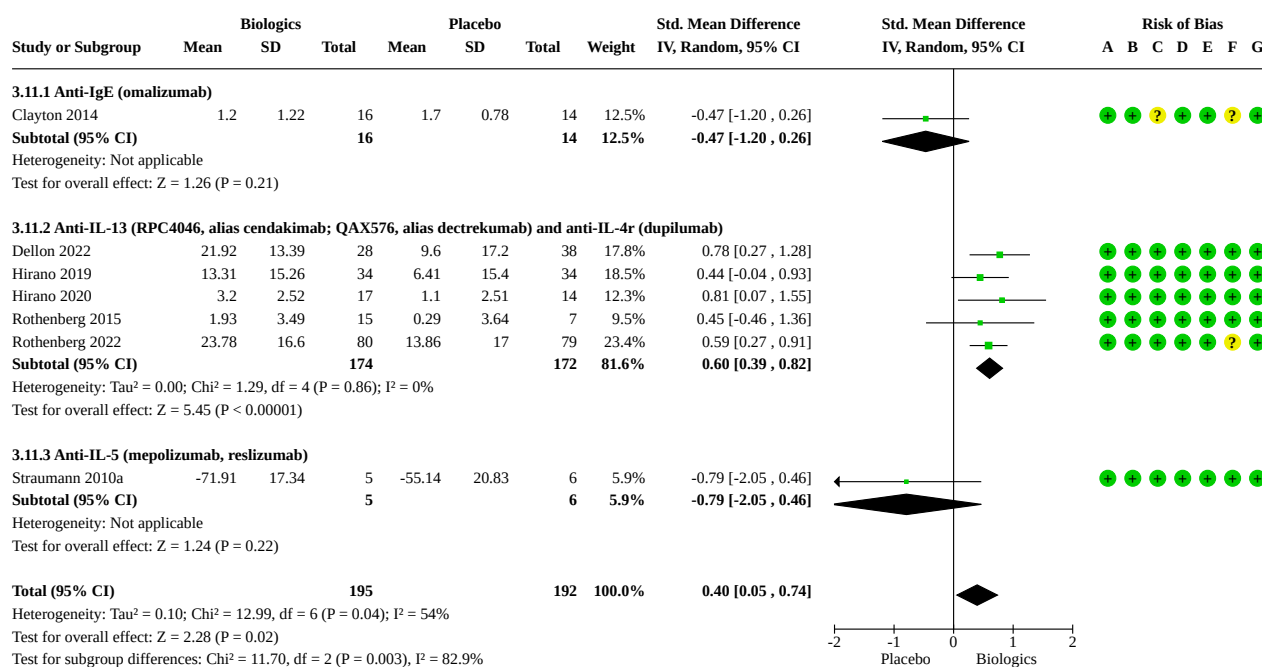 Biologics Placebo Std. Mean Difference Std. Mean Difference Risk of Bias
Study or Subgroup Mean SD Total Mean SD Total Weight IV, Random, 95% CI IV, Random, 95% CI A B C D E F G
3.11.1 Anti-IgE (omalizumab)
Clayton 2014 1.2 1.22 16 1.7 0.78 14 12.5% -0.47 [-1.20 , 0.26] + + ? + + ? +
Subtotal (95% CI) 16 14 12.5% -0.47 [-1.20 , 0.26]
Heterogeneity: Not applicable
Test for overall effect: Z = 1.26 (P = 0.21)
3.11.2 Anti-IL-13 (RPC4046, alias cendakimab; QAX576, alias dectrekumab) and anti-IL-4r (dupilumab)
Dellon 2022 21.92 13.39 28 9.6 17.2 38 17.8% 0.78 [0.27 , 1.28] + + + + + + +
Hirano 2019 13.31 15.26 34 6.41 15.4 34 18.5% 0.44 [-0.04 , 0.93] + + + + + + +
Hirano 2020 3.2 2.52 17 1.1 2.51 14 12.3% 0.81 [0.07 , 1.55] + + + + + + +
Rothenberg 2015 1.93 3.49 15 0.29 3.64 7 9.5% 0.45 [-0.46 , 1.36] + + + + + + +
Rothenberg 2022 23.78 16.6 80 13.86 17 79 23.4% 0.59 [0.27 , 0.91] + + + + + ? +
Subtotal (95% CI) 174 172 81.6% 0.60 [0.39 , 0.82]
Heterogeneity: Tau² = 0.00; Chi² = 1.29, df = 4 (P = 0.86); I² = 0%
Test for overall effect: Z = 5.45 (P < 0.00001)
3.11.3 Anti-IL-5 (mepolizumab, reslizumab)
Straumann 2010a -71.91 17.34 5 -55.14 20.83 6 5.9% -0.79 [-2.05 , 0.46] + + + + + + +
Subtotal (95% CI) 5 6 5.9% -0.79 [-2.05 , 0.46]
Heterogeneity: Not applicable
Test for overall effect: Z = 1.24 (P = 0.22)
Total (95% CI) 195 192 100.0% 0.40 [0.05 , 0.74]
Heterogeneity: Tau² = 0.10; Chi² = 12.99, df = 6 (P = 0.04); I² = 54%
Test for overall effect: Z = 2.28 (P = 0.02)
-2 -1 0 1 2
Test for subgroup differences: Chi² = 11.70, df = 2 (P = 0.003), I² = 82.9%
Placebo Biologics